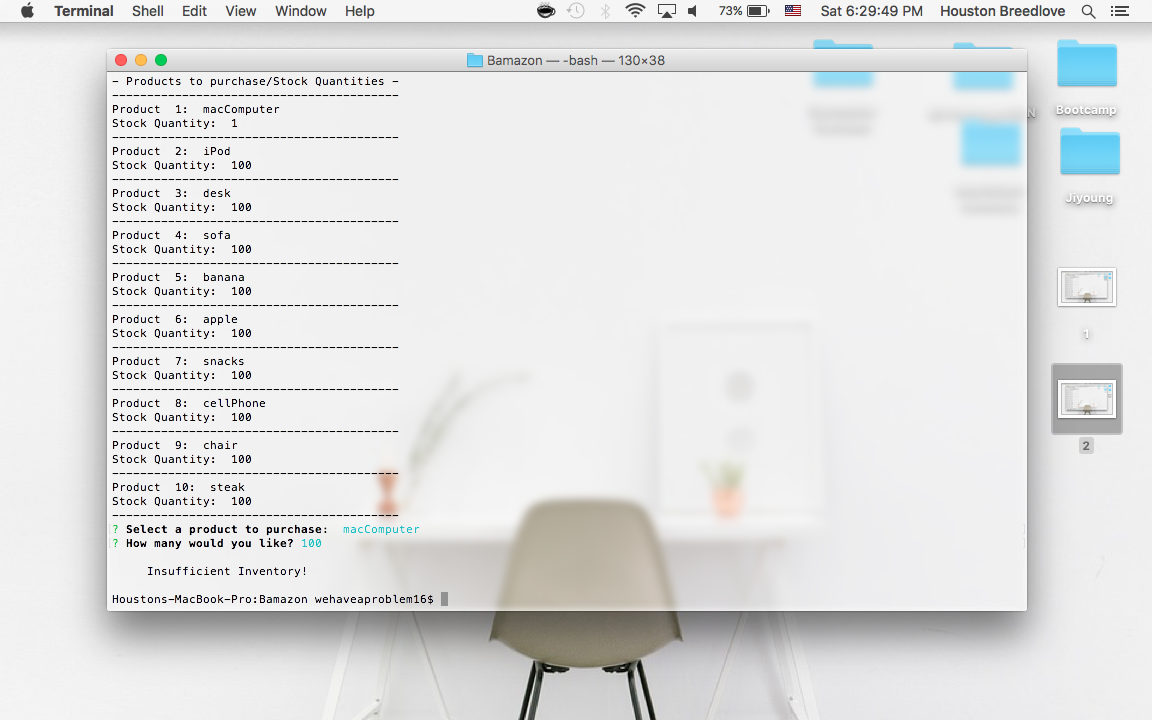 Terminal Shell Edit View Window Help 73% Sat 6:29:49 PM Houston Breedlove
Bamazon — -bash — 130×38
- Products to purchase/Stock Quantities -
-----------------------------------------
Product  1:  macComputer
Stock Quantity:  1
-----------------------------------------
Product  2:  iPod
Stock Quantity:  100
-----------------------------------------
Product  3:  desk
Stock Quantity:  100
-----------------------------------------
Product  4:  sofa
Stock Quantity:  100
-----------------------------------------
Product  5:  banana
Stock Quantity:  100
-----------------------------------------
Product  6:  apple
Stock Quantity:  100
-----------------------------------------
Product  7:  snacks
Stock Quantity:  100
-----------------------------------------
Product  8:  cellPhone
Stock Quantity:  100
-----------------------------------------
Product  9:  chair
Stock Quantity:  100
-----------------------------------------
Product  10:  steak
Stock Quantity:  100
-----------------------------------------
? Select a product to purchase:  macComputer
? How many would you like? 100
Insufficient Inventory!
Houstons-MacBook-Pro:Bamazon wehaveaproblem16$
Bootcamp
Jiyoung
1
2